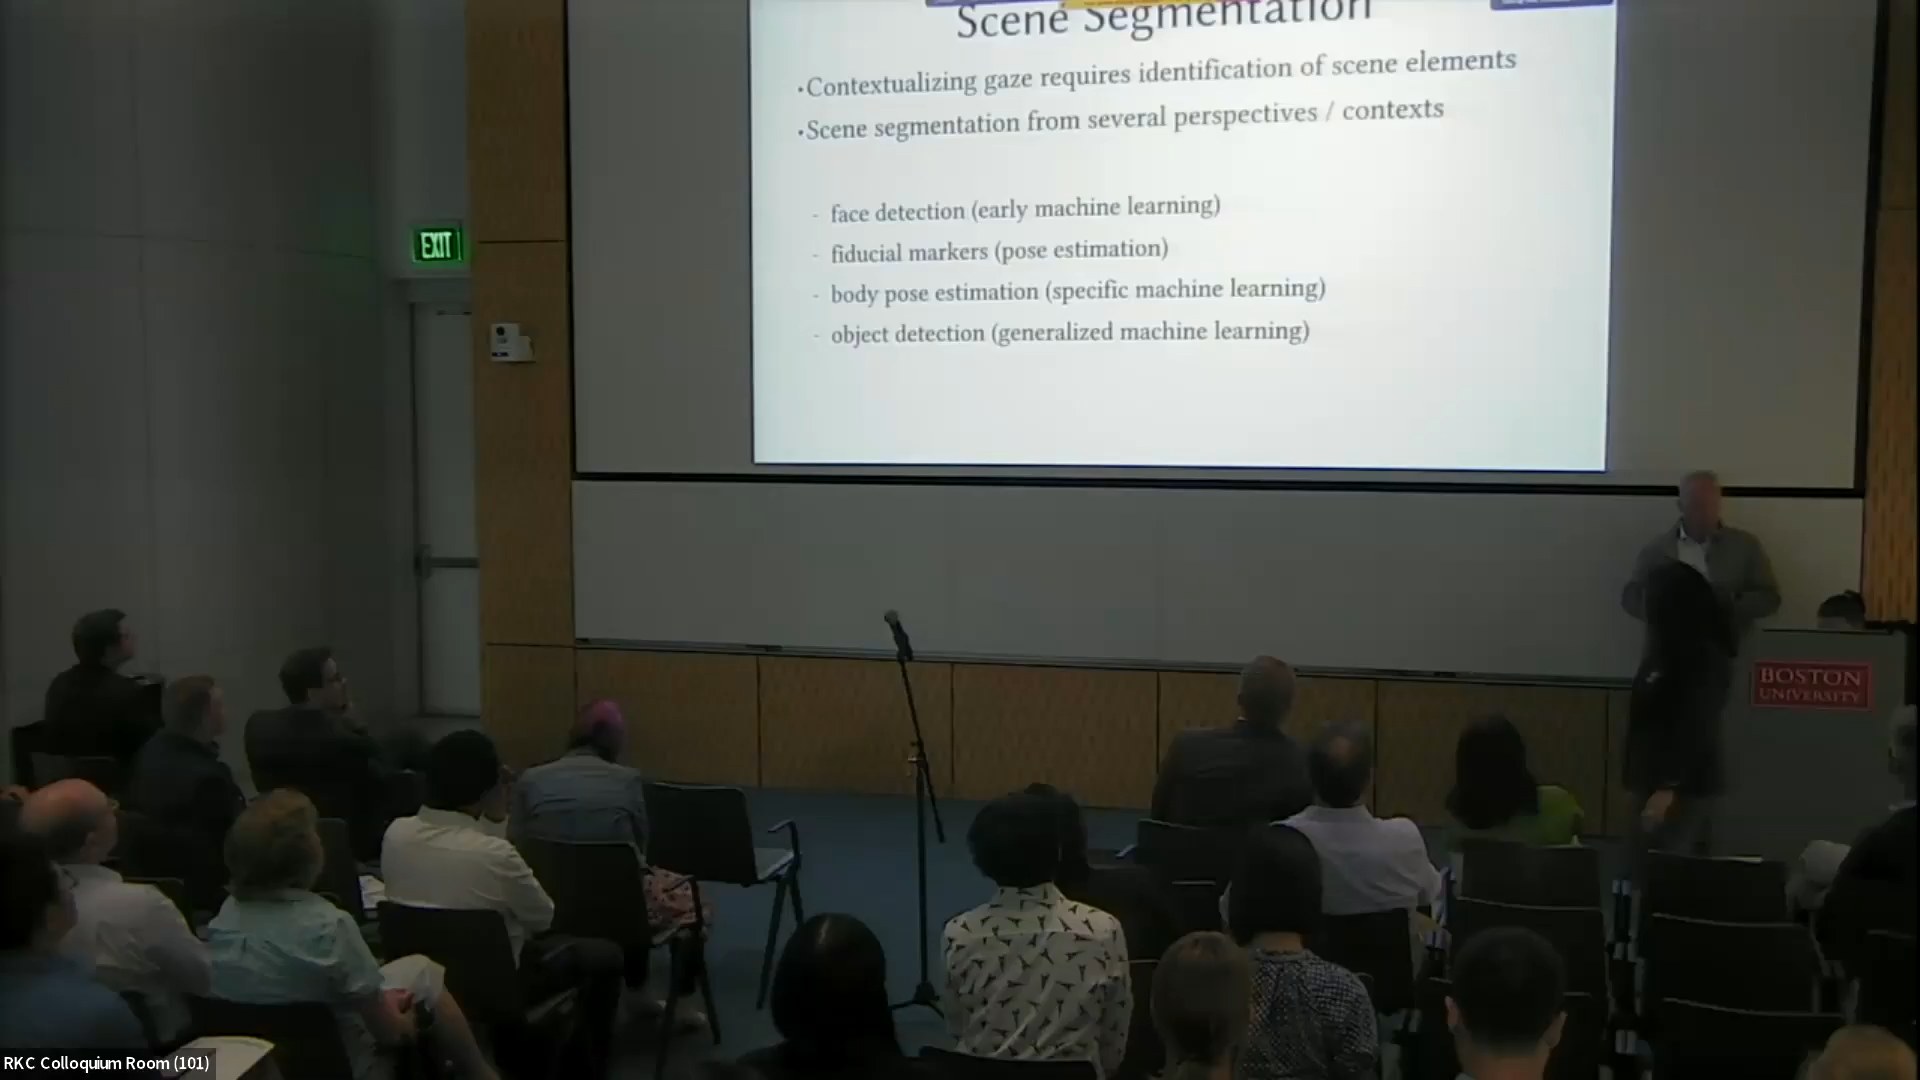 Scene Segmentation
•Contextualizing gaze requires identification of scene elements
•Scene segmentation from several perspectives / contexts
- face detection (early machine learning)
- fiducial markers (pose estimation)
- body pose estimation (specific machine learning)
- object detection (generalized machine learning)
EXIT
BOSTON
UNIVERSITY
RKC Colloquium Room (101)